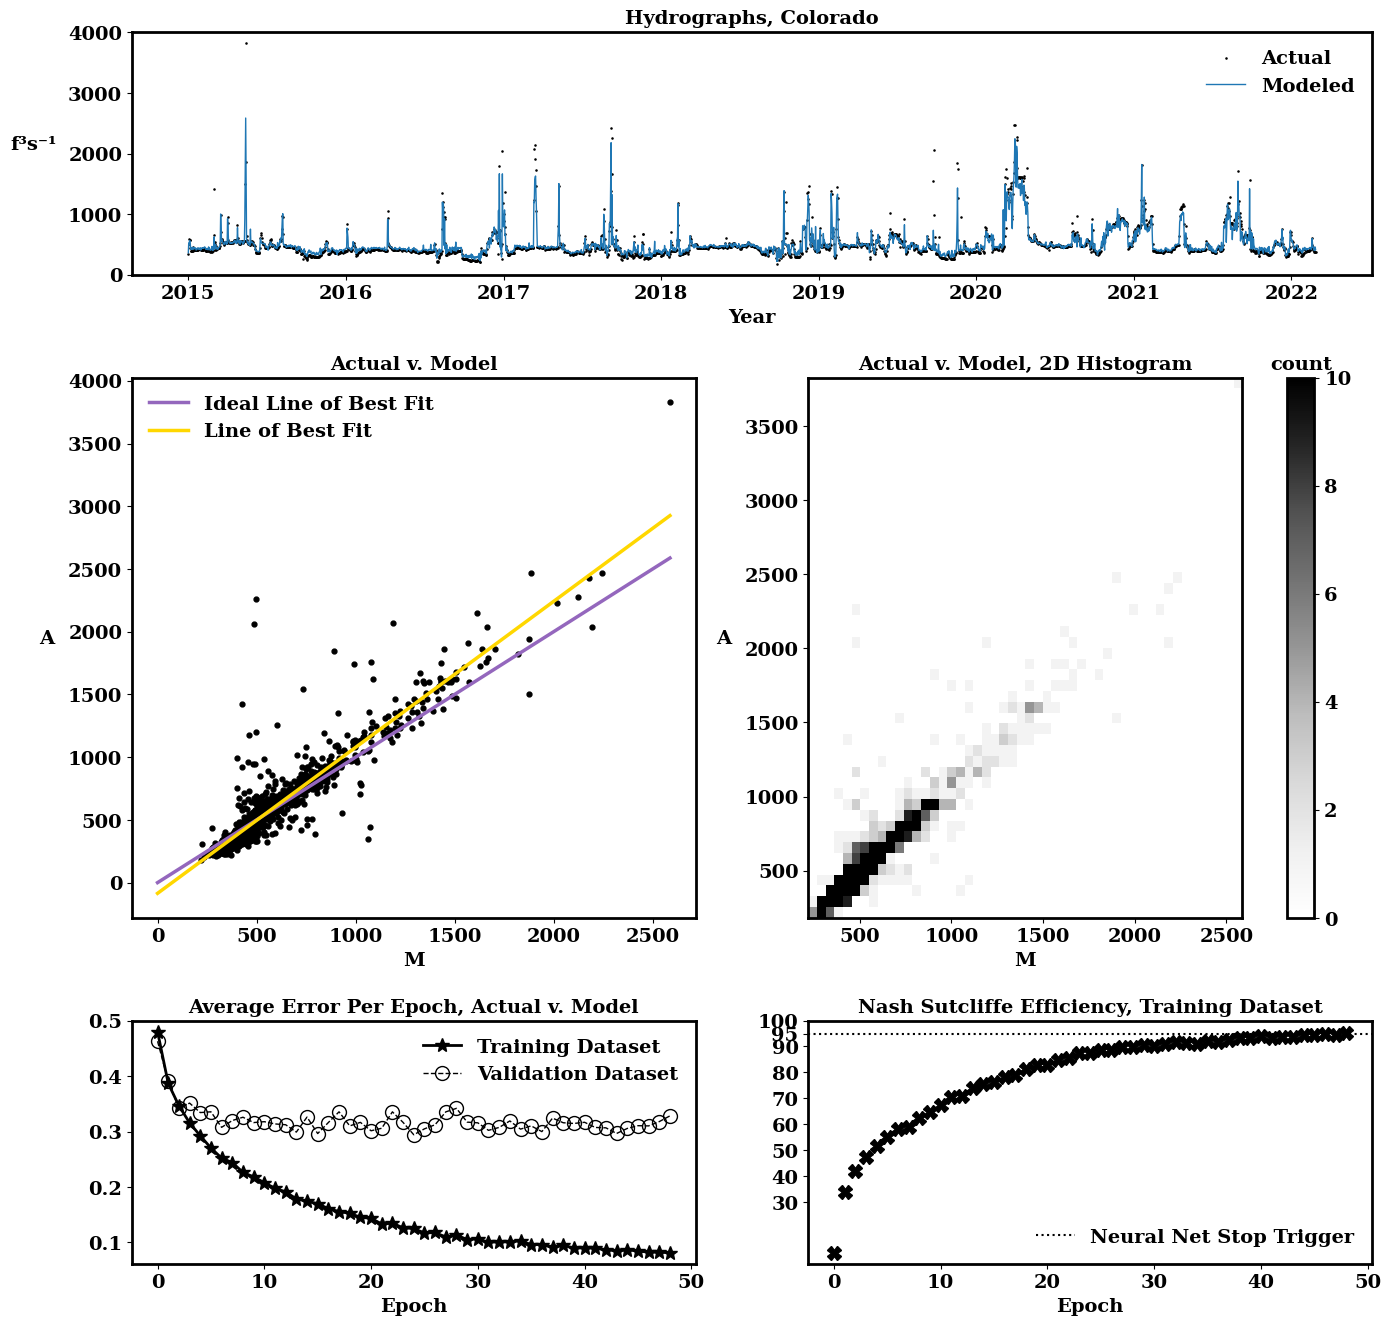 Hydrographs, Colorado
4000
3000
2000
1000
0
f³s⁻¹
Actual
Modeled
2015 2016 2017 2018 2019 2020 2021 2022
Year
Actual v. Model
4000
3500
3000
2500
2000
1500
1000
500
0
A
Ideal Line of Best Fit
Line of Best Fit
0 500 1000 1500 2000 2500
M
Actual v. Model, 2D Histogram
3500
3000
2500
2000
1500
1000
500
A
500 1000 1500 2000 2500
M
count
10
8
6
4
2
0
Average Error Per Epoch, Actual v. Model
0.5
0.4
0.3
0.2
0.1
Training Dataset
Validation Dataset
0 10 20 30 40 50
Epoch
Nash Sutcliffe Efficiency, Training Dataset
100
95
90
80
70
60
50
40
30
Neural Net Stop Trigger
0 10 20 30 40 50
Epoch